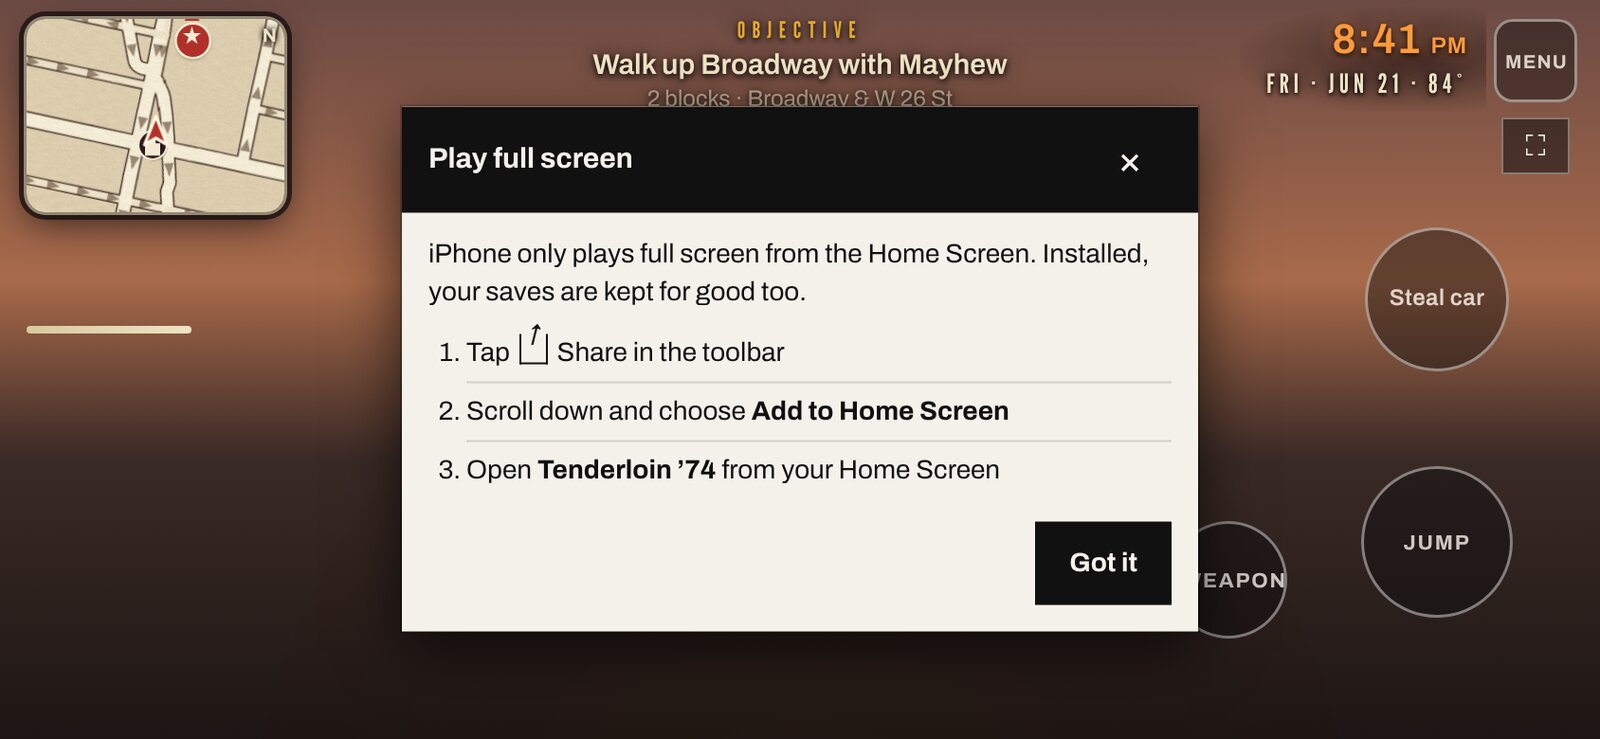 N
OBJECTIVE
Walk up Broadway with Mayhew
2 blocks · Broadway & W 26 St
8:41 PM
FRI · JUN 21 · 84°
MENU
Play full screen
×
iPhone only plays full screen from the Home Screen. Installed,
your saves are kept for good too.
1. Tap Share in the toolbar
2. Scroll down and choose Add to Home Screen
3. Open Tenderloin ’74 from your Home Screen
Got it
Steal car
JUMP
EAPON